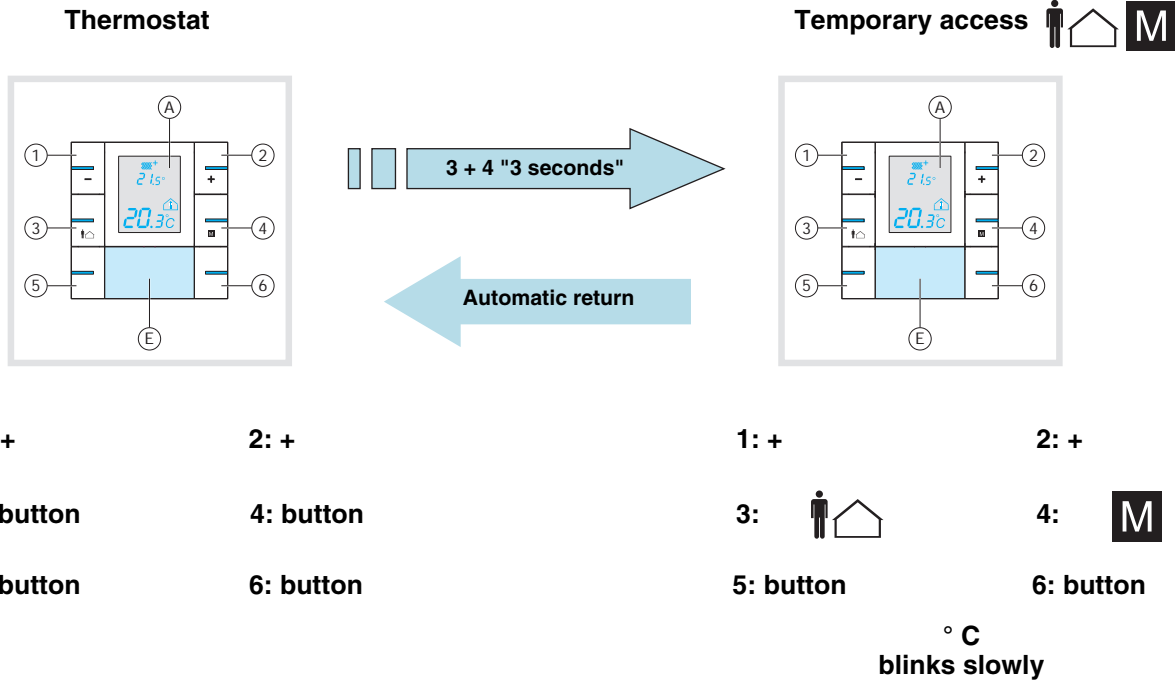 Thermostat
Temporary access M
A
1
2
21.5°
- +
20.3°C
3
4
M
5
6
E
3 + 4 "3 seconds"
Automatic return
A
1
2
21.5°
- +
20.3°C
3
4
M
5
6
E
+
2: +
1: +
2: +
button
4: button
3:
4: M
button
6: button
5: button
6: button
° C
blinks slowly